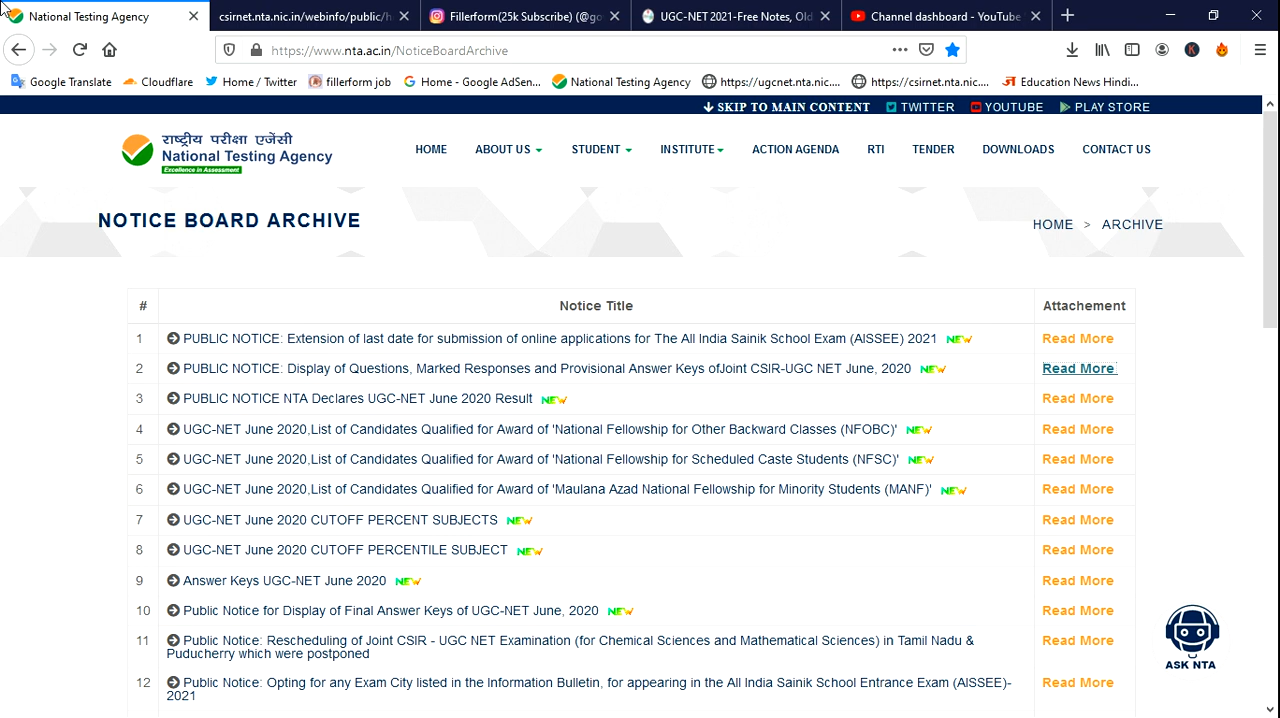 National Testing Agency
csirnet.nta.nic.in/webinfo/public/h
Fillerform(25k Subscribe) (@go
UGC-NET 2021-Free Notes, Old
Channel dashboard - YouTube
https://www.nta.ac.in/NoticeBoardArchive
Google Translate
Cloudflare
Home / Twitter
fillerform job
Home - Google AdSen...
National Testing Agency
https://ugcnet.nta.nic....
https://csirnet.nta.nic....
Education News Hindi...
SKIP TO MAIN CONTENT
TWITTER
YOUTUBE
PLAY STORE
राष्ट्रीय परीक्षा एजेंसी
National Testing Agency
Excellence in Assessment
HOME
ABOUT US
STUDENT
INSTITUTE
ACTION AGENDA
RTI
TENDER
DOWNLOADS
CONTACT US
NOTICE BOARD ARCHIVE
HOME > ARCHIVE
# Notice Title Attachement
1 PUBLIC NOTICE: Extension of last date for submission of online applications for The All India Sainik School Exam (AISSEE) 2021 NEW Read More
2 PUBLIC NOTICE: Display of Questions, Marked Responses and Provisional Answer Keys ofJoint CSIR-UGC NET June, 2020 NEW Read More
3 PUBLIC NOTICE NTA Declares UGC-NET June 2020 Result NEW Read More
4 UGC-NET June 2020,List of Candidates Qualified for Award of 'National Fellowship for Other Backward Classes (NFOBC)' NEW Read More
5 UGC-NET June 2020,List of Candidates Qualified for Award of 'National Fellowship for Scheduled Caste Students (NFSC)' NEW Read More
6 UGC-NET June 2020,List of Candidates Qualified for Award of 'Maulana Azad National Fellowship for Minority Students (MANF)' NEW Read More
7 UGC-NET June 2020 CUTOFF PERCENT SUBJECTS NEW Read More
8 UGC-NET June 2020 CUTOFF PERCENTILE SUBJECT NEW Read More
9 Answer Keys UGC-NET June 2020 NEW Read More
10 Public Notice for Display of Final Answer Keys of UGC-NET June, 2020 NEW Read More
11 Public Notice: Rescheduling of Joint CSIR - UGC NET Examination (for Chemical Sciences and Mathematical Sciences) in Tamil Nadu & Read More
Puducherry which were postponed
12 Public Notice: Opting for any Exam City listed in the Information Bulletin, for appearing in the All India Sainik School Entrance Exam (AISSEE)- Read More
2021
ASK NTA